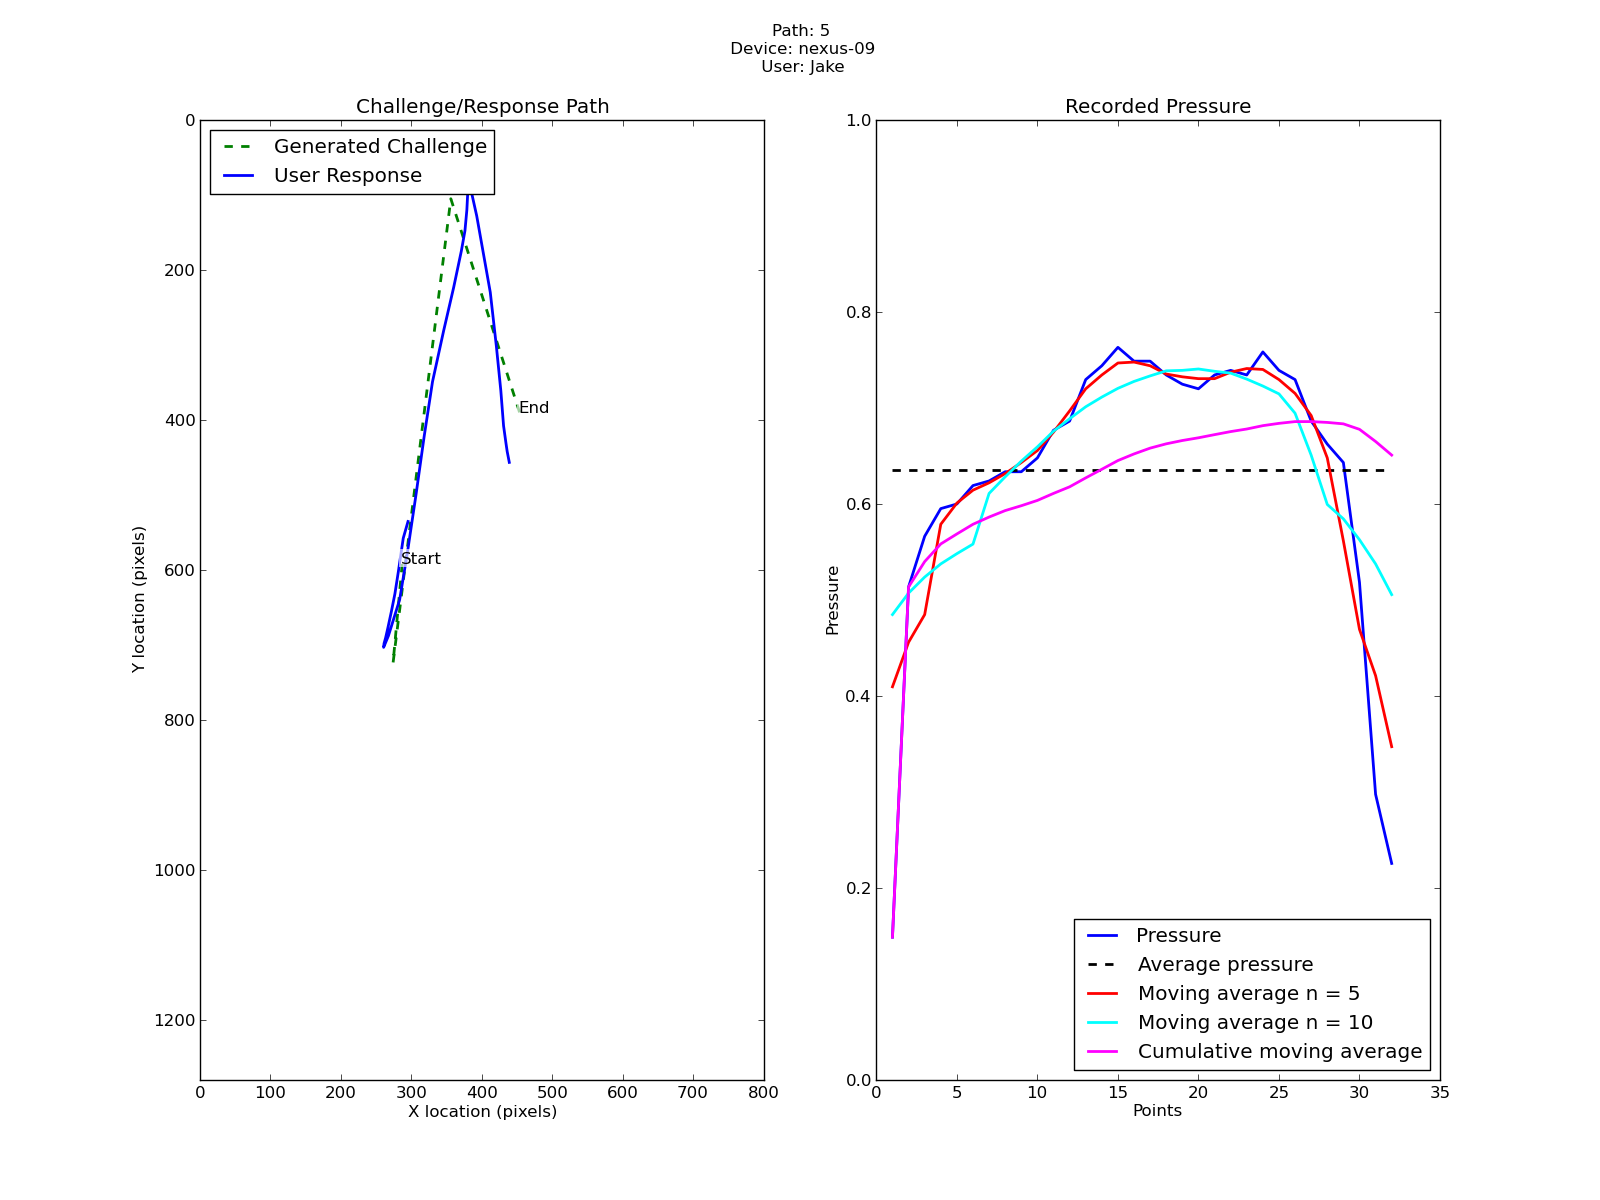 Path: 5
Device: nexus-09
User: Jake
Challenge/Response Path
Generated Challenge
User Response
0
200
400
600
800
1000
1200
Y location (pixels)
Start
End
0 100 200 300 400 500 600 700 800
X location (pixels)
Recorded Pressure
1.0
0.8
0.6
0.4
0.2
0.0
Pressure
Pressure
Average pressure
Moving average n = 5
Moving average n = 10
Cumulative moving average
0 5 10 15 20 25 30 35
Points